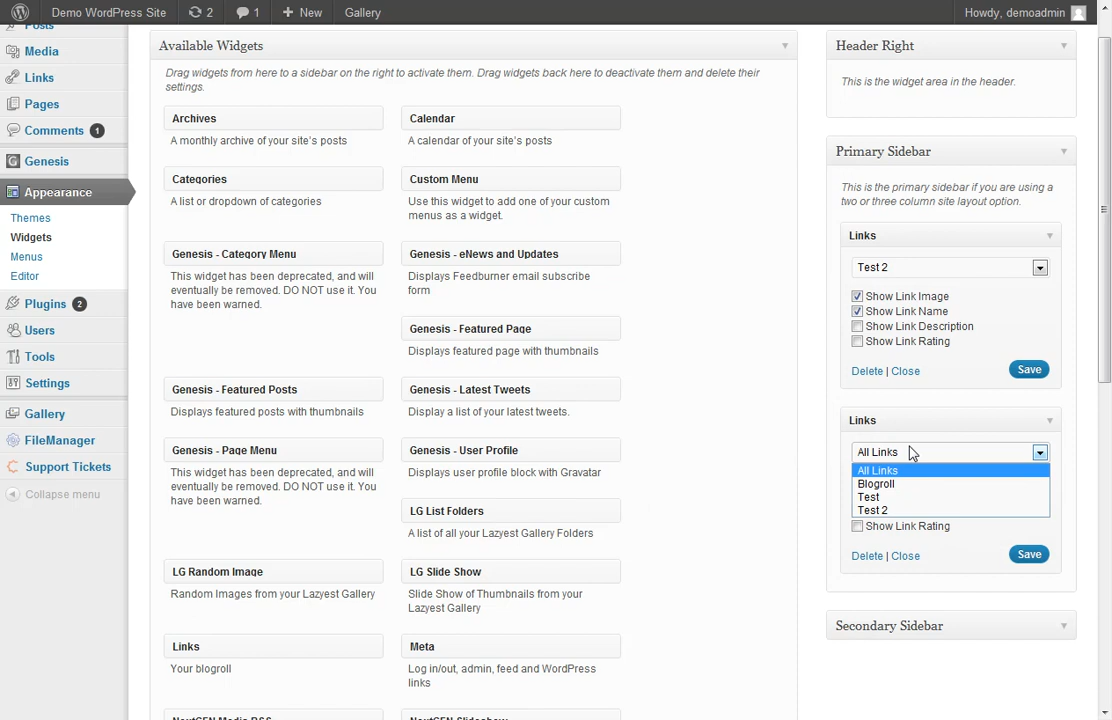 Demo WordPress Site
2
1
New
Gallery
Howdy, demoadmin
Posts
Media
Links
Pages
Comments 1
Genesis
Appearance
Themes
Widgets
Menus
Editor
Plugins 2
Users
Tools
Settings
Gallery
FileManager
Support Tickets
Collapse menu
Available Widgets
Drag widgets from here to a sidebar on the right to activate them. Drag widgets back here to deactivate them and delete their
settings.
Archives
A monthly archive of your site's posts
Calendar
A calendar of your site's posts
Categories
A list or dropdown of categories
Custom Menu
Use this widget to add one of your custom
menus as a widget.
Genesis - Category Menu
This widget has been deprecated, and will
eventually be removed. DO NOT use it. You
have been warned.
Genesis - eNews and Updates
Displays Feedburner email subscribe
form
Genesis - Featured Page
Displays featured page with thumbnails
Genesis - Featured Posts
Displays featured posts with thumbnails
Genesis - Latest Tweets
Display a list of your latest tweets.
Genesis - Page Menu
This widget has been deprecated, and will
eventually be removed. DO NOT use it. You
have been warned.
Genesis - User Profile
Displays user profile block with Gravatar
LG List Folders
A list of all your Lazyest Gallery Folders
LG Random Image
Random Images from your Lazyest Gallery
LG Slide Show
Slide Show of Thumbnails from your
Lazyest Gallery
Links
Your blogroll
Meta
Log in/out, admin, feed and WordPress
links
NextGEN Media RSS
NextGEN Slideshow
Header Right
This is the widget area in the header.
Primary Sidebar
This is the primary sidebar if you are using a
two or three column site layout option.
Links
Test 2
Show Link Image
Show Link Name
Show Link Description
Show Link Rating
Delete | Close
Save
Links
All Links
All Links
Blogroll
Test
Test 2
Show Link Rating
Delete | Close
Save
Secondary Sidebar